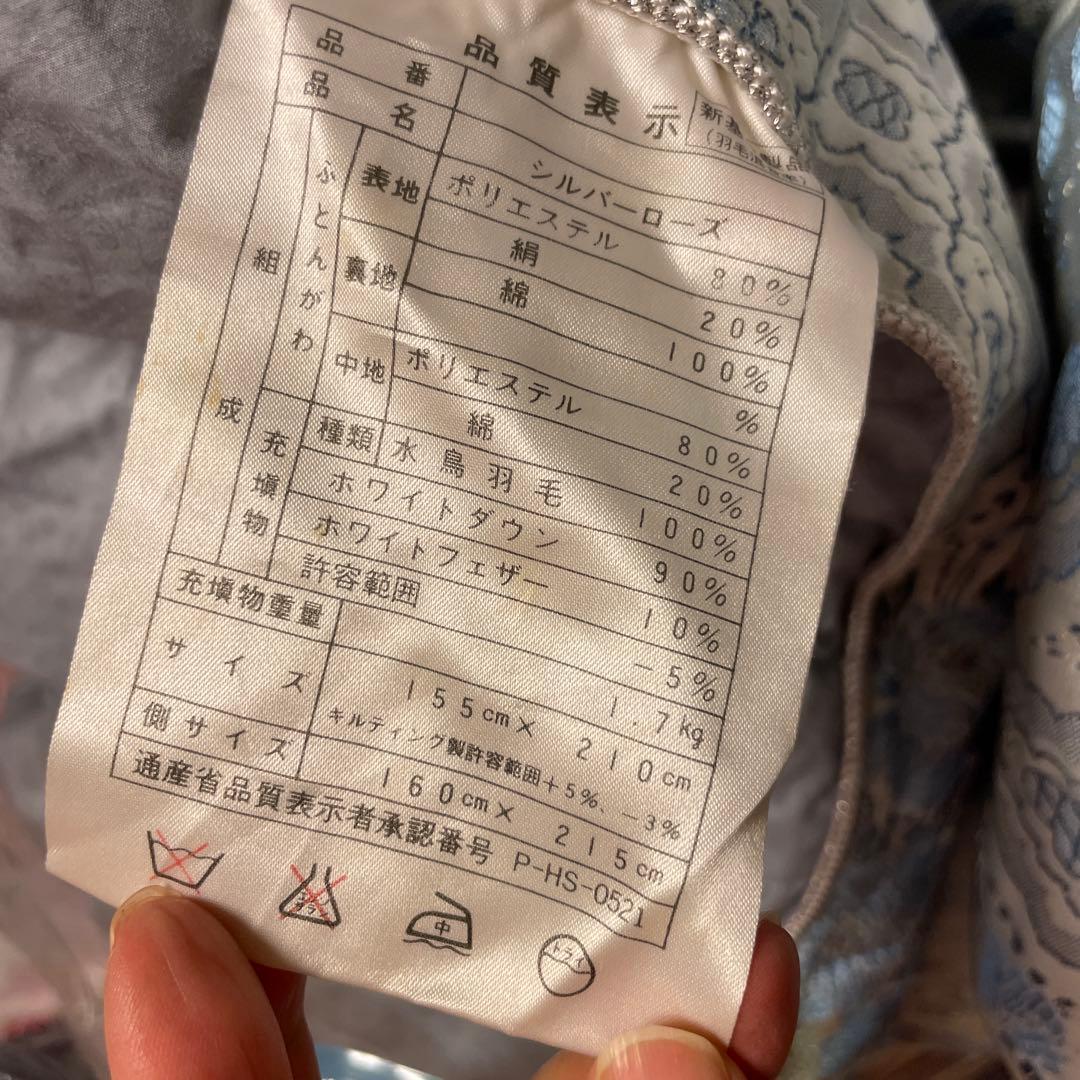 品質表示
新基
(羽毛
製品
品番
品名 シルバーローズ
組成
ふとんがわ
表地 ポリエステル 80%
絹 20%
裏地 綿 100%
%
中地 ポリエステル 80%
綿 20%
充填物
種類 水鳥羽毛 100%
ホワイトダウン 90%
ホワイトフェザー 10%
許容範囲 -5%
充填物重量 1.7kg
サイズ 155cm× 210cm
キルティング製許容範囲+5%、-3%
側サイズ 160cm× 215cm
通産省品質表示者承認番号 P-HS-0521
中
ドライ